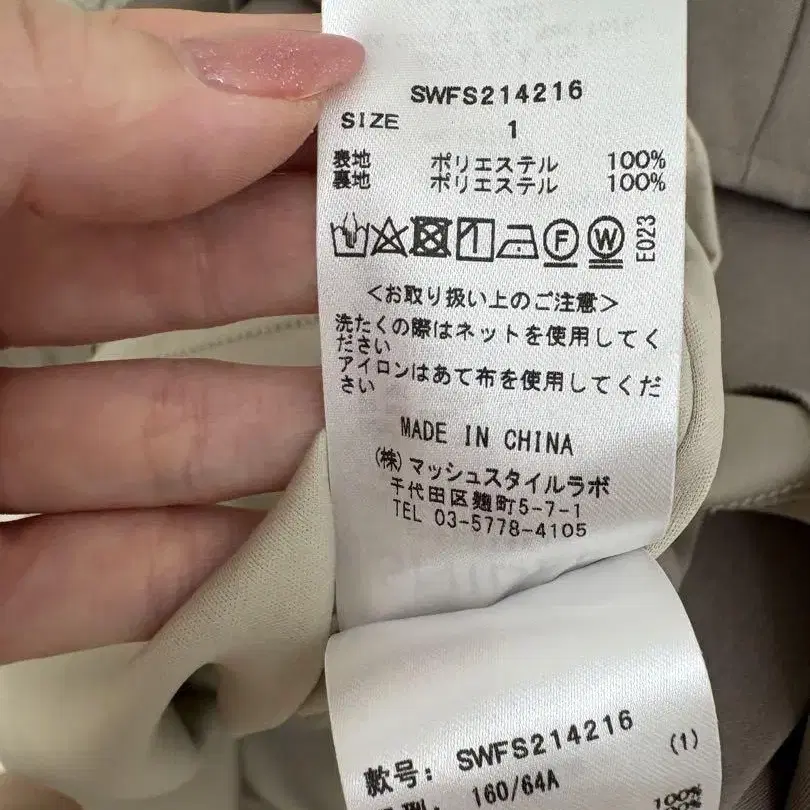 SWFS214216
SIZE 1
表地 ポリエステル 100%
裏地 ポリエステル 100%
F W E023
<お取り扱い上のご注意>
洗たくの際はネットを使用してく
ださい
アイロンはあて布を使用してくだ
さい
MADE IN CHINA
(株)マッシュスタイルラボ
千代田区麹町5-7-1
TEL 03-5778-4105
款号: SWFS214216 (1)
160/64A
100%